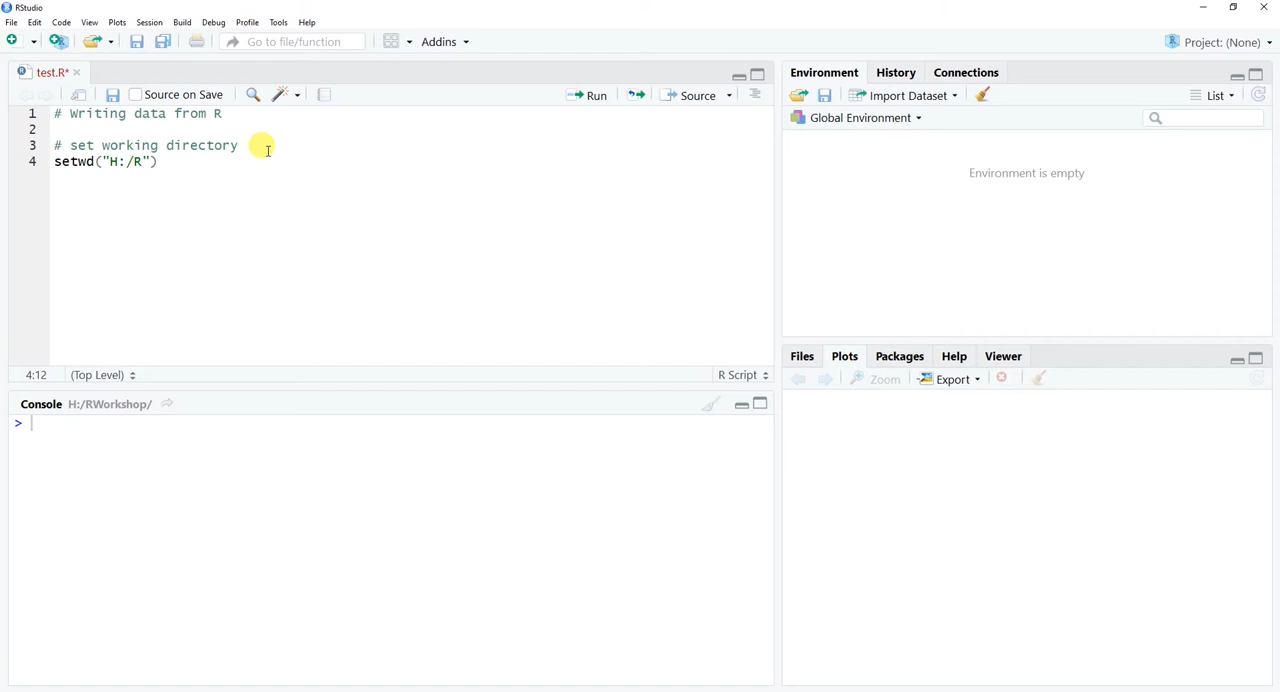 RStudio
File Edit Code View Plots Session Build Debug Profile Tools Help
Go to file/function Addins Project: (None)
test.R*
Source on Save Run Source
1 # Writing data from R
2
3 # set working directory
4 setwd("H:/R")
4:12 (Top Level) R Script
Console H:/RWorkshop/
>
Environment History Connections
Import Dataset List
Global Environment
Environment is empty
Files Plots Packages Help Viewer
Zoom Export